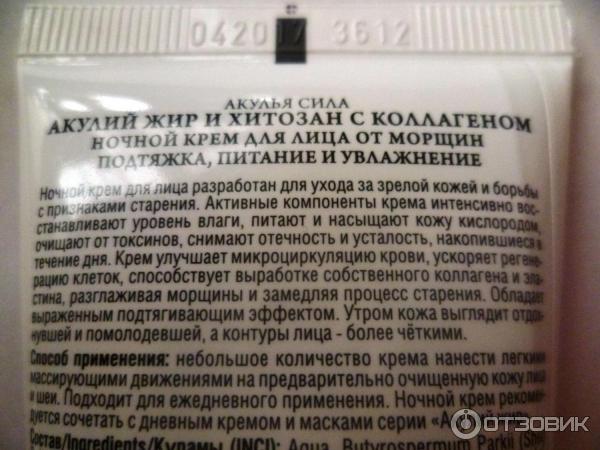 042017 3612
АКУЛЬЯ СИЛА
АКУЛИЙ ЖИР И ХИТОЗАН С КОЛЛАГЕНОМ
НОЧНОЙ КРЕМ ДЛЯ ЛИЦА ОТ МОРЩИН
ПОДТЯЖКА, ПИТАНИЕ И УВЛАЖНЕНИЕ
Ночной крем для лица разработан для ухода за зрелой кожей и борьбы
с признаками старения. Активные компоненты крема интенсивно вос-
станавливают уровень влаги, питают и насыщают кожу кислородом,
очищают от токсинов, снимают отечность и усталость, накопившиеся в
течение дня. Крем улучшает микроциркуляцию крови, ускоряет регене-
рацию клеток, способствует выработке собственного коллагена и эла-
стина, разглаживая морщины и замедляя процесс старения. Обладает
выраженным подтягивающим эффектом. Утром кожа выглядит отдох-
нувшей и помолодевшей, а контуры лица - более чёткими.
Способ применения: небольшое количество крема нанести легкими
массирующими движениями на предварительно очищенную кожу лица
и шеи. Подходит для ежедневного применения. Ночной крем рекомен-
дуется сочетать с дневным кремом и масками серии
Состав/Ingredients/Курамы (INCI): Aqua, Butyrospermum Parkii
ОТЗОВИК